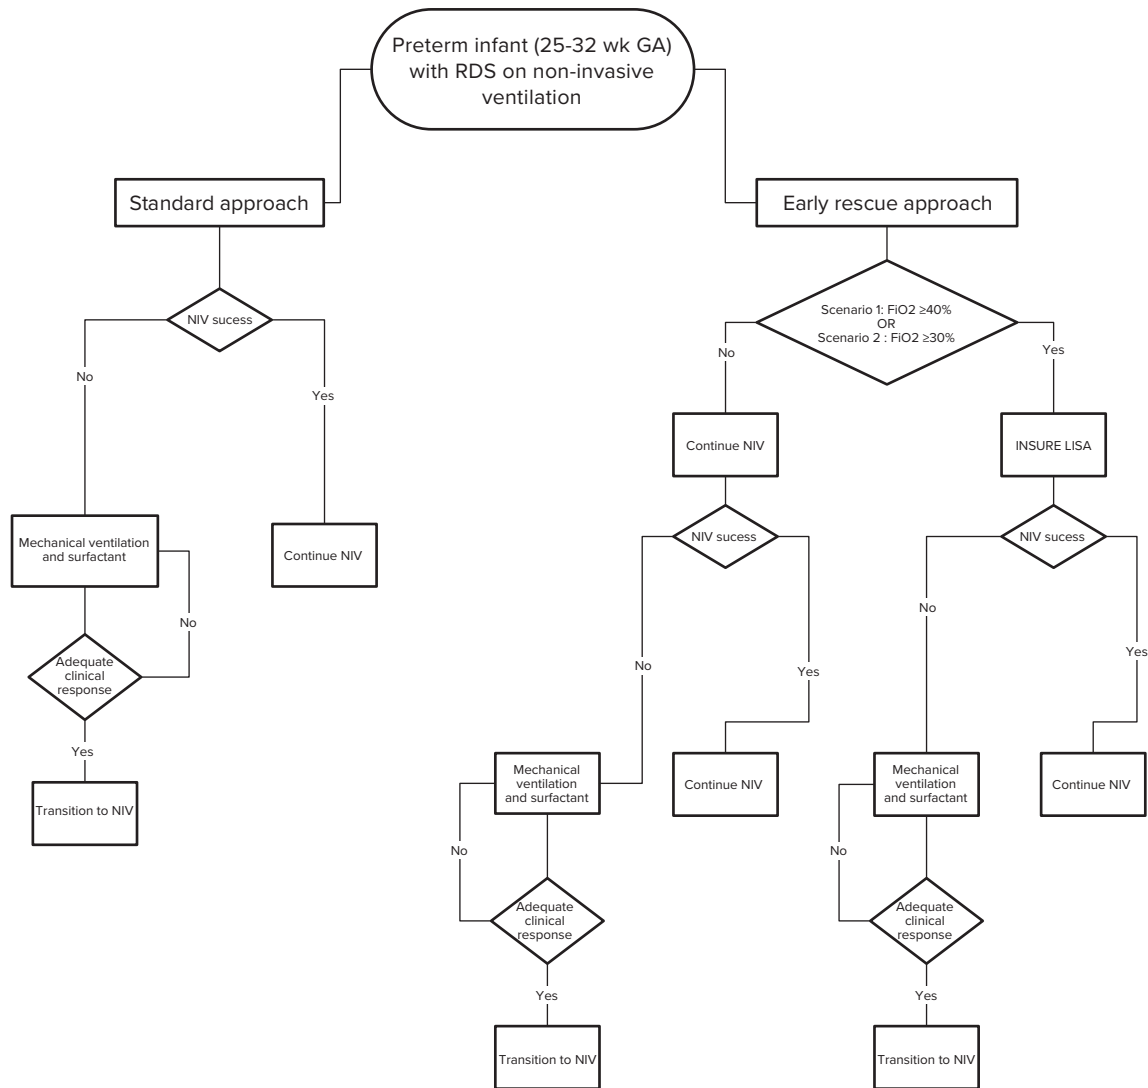 Preterm infant (25-32 wk GA)
with RDS on non-invasive
ventilation
Standard approach
Early rescue approach
NIV sucess
Scenario 1: FiO2 ≥40%
OR
Scenario 2 : FiO2 ≥30%
No
Yes
No
Yes
Continue NIV
INSURE LISA
Mechanical ventilation
and surfactant
Continue NIV
NIV sucess
NIV sucess
No
No
Yes
No
Yes
Adequate
clinical
response
Yes
Transition to NIV
Mechanical
ventilation
and surfactant
Continue NIV
Mechanical
ventilation
and surfactant
Continue NIV
No
No
Adequate
clinical
response
Adequate
clinical
response
Yes
Yes
Transition to NIV
Transition to NIV